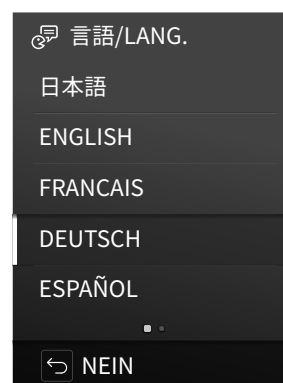 言語/LANG.
日本語
ENGLISH
FRANCAIS
DEUTSCH
ESPAÑOL
NEIN